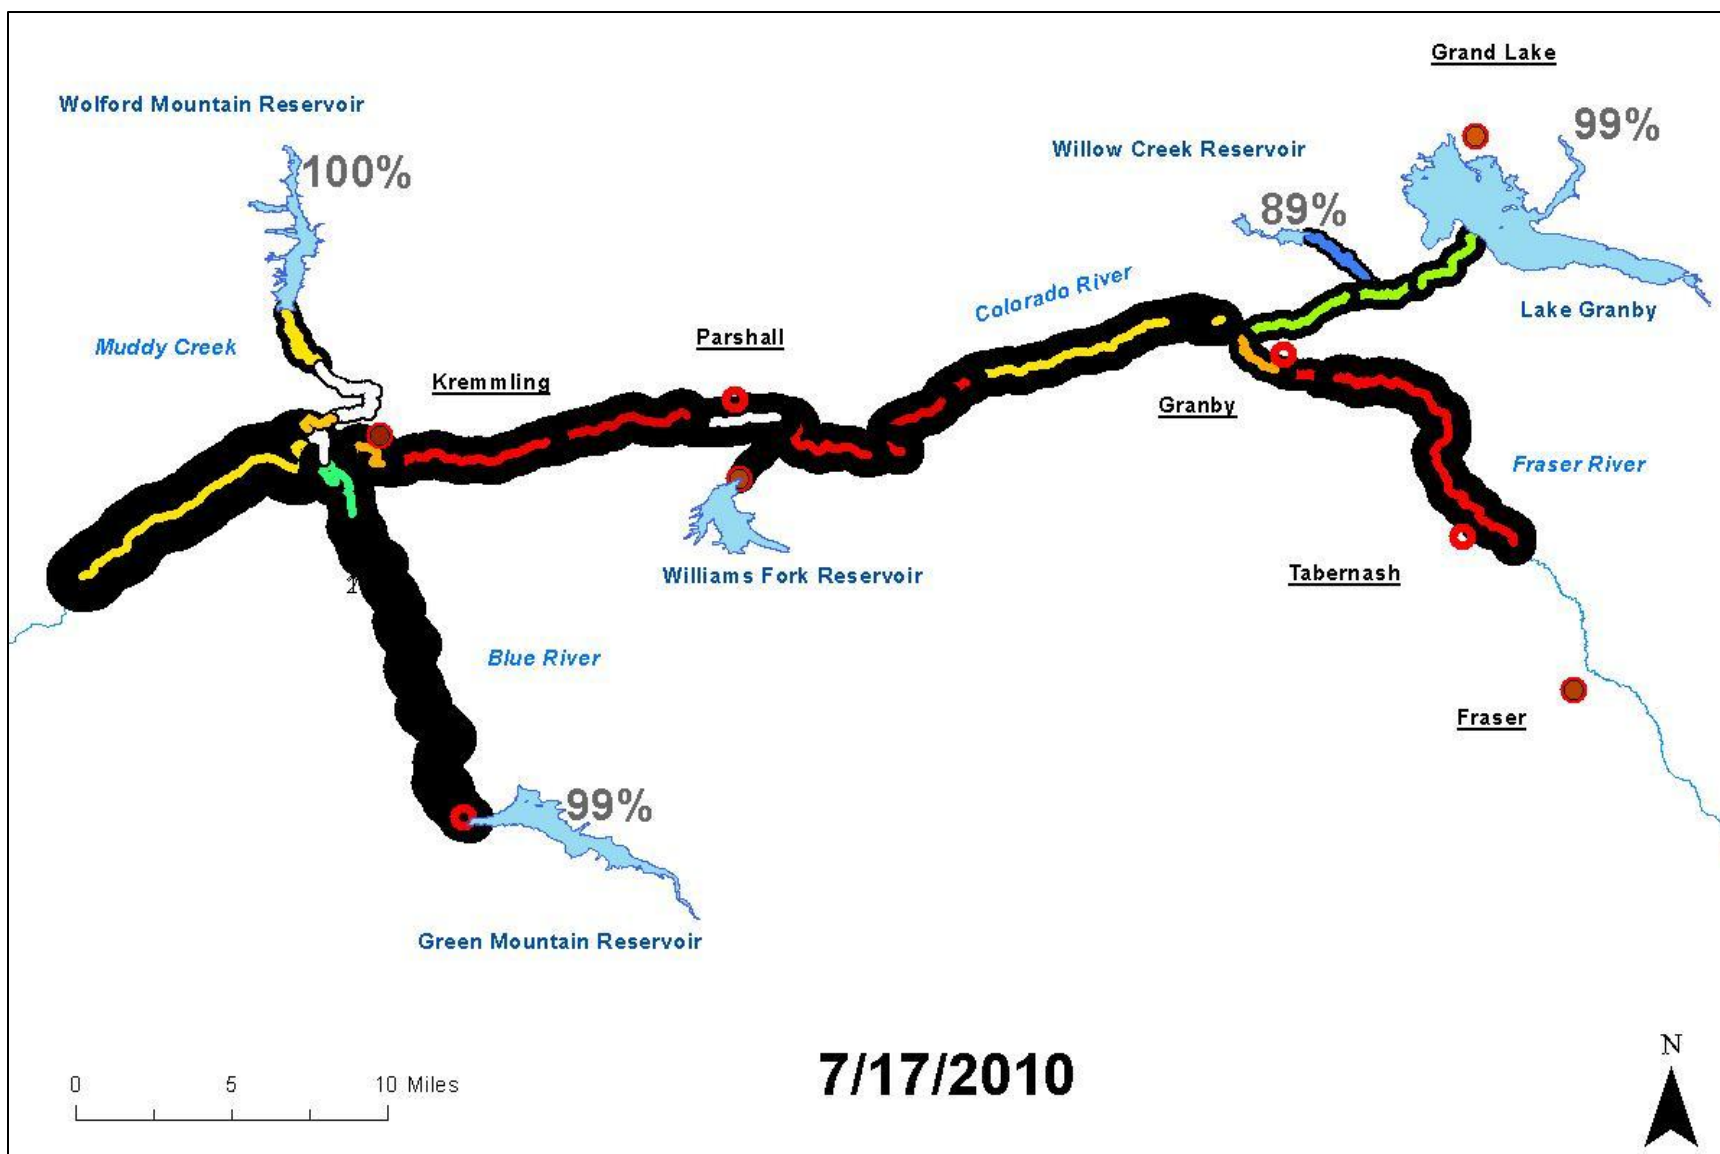 Grand Lake
Wolford Mountain Reservoir
99%
Willow Creek Reservoir
100%
89%
Colorado River
Lake Granby
Muddy Creek
Parshall
Kremmling
Granby
Fraser River
Williams Fork Reservoir
Tabernash
Blue River
Fraser
99%
Green Mountain Reservoir
7/17/2010
N
0 5 10 Miles